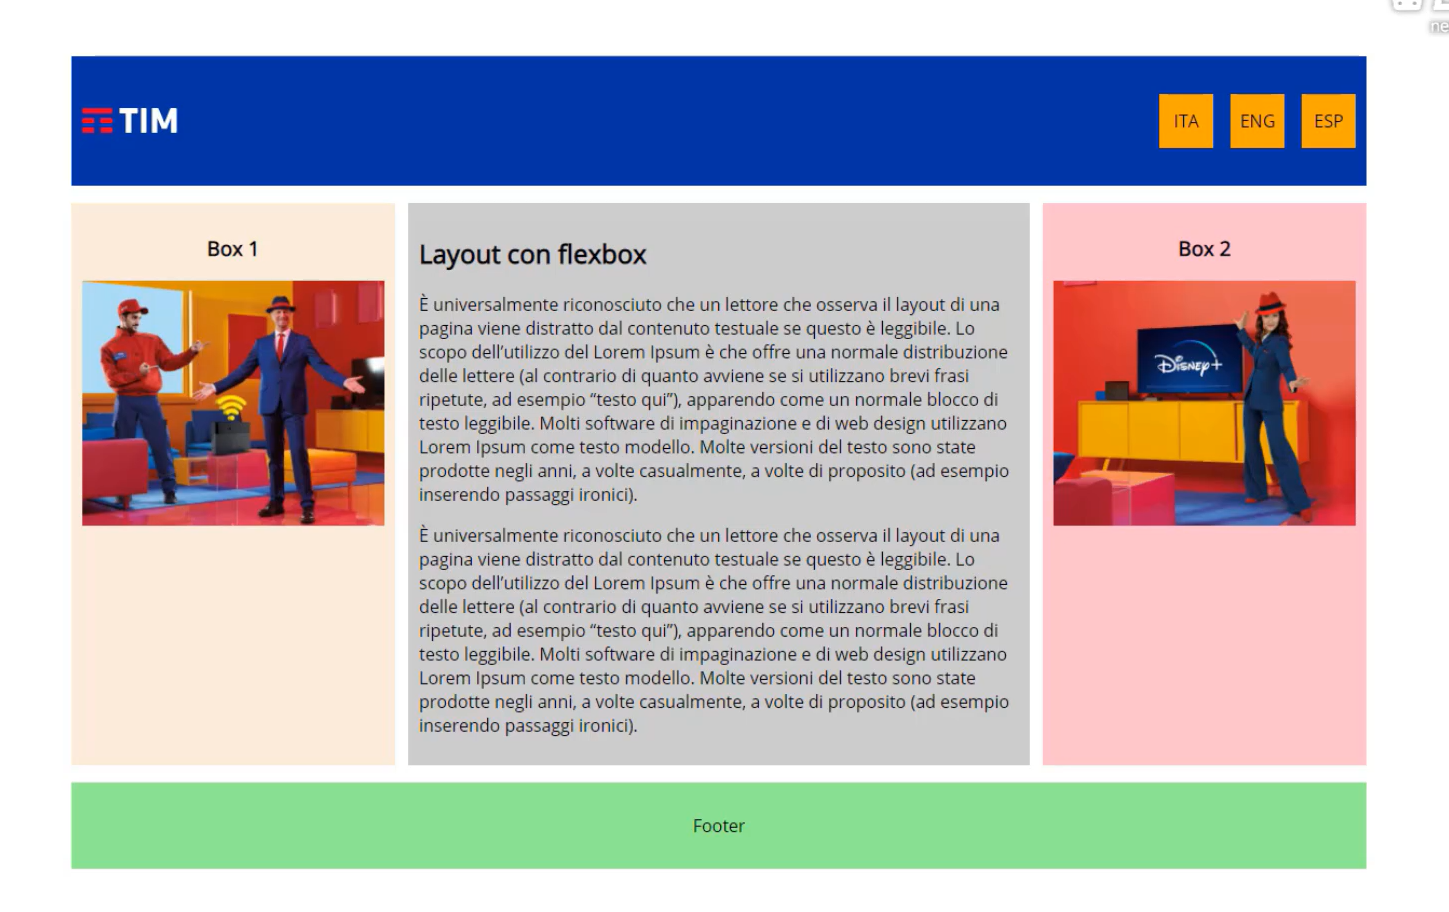 TIM
ITA
ENG
ESP
Box 1
Layout con flexbox
È universalmente riconosciuto che un lettore che osserva il layout di una
pagina viene distratto dal contenuto testuale se questo è leggibile. Lo
scopo dell’utilizzo del Lorem Ipsum è che offre una normale distribuzione
delle lettere (al contrario di quanto avviene se si utilizzano brevi frasi
ripetute, ad esempio “testo qui”), apparendo come un normale blocco di
testo leggibile. Molti software di impaginazione e di web design utilizzano
Lorem Ipsum come testo modello. Molte versioni del testo sono state
prodotte negli anni, a volte casualmente, a volte di proposito (ad esempio
inserendo passaggi ironici).
È universalmente riconosciuto che un lettore che osserva il layout di una
pagina viene distratto dal contenuto testuale se questo è leggibile. Lo
scopo dell’utilizzo del Lorem Ipsum è che offre una normale distribuzione
delle lettere (al contrario di quanto avviene se si utilizzano brevi frasi
ripetute, ad esempio “testo qui”), apparendo come un normale blocco di
testo leggibile. Molti software di impaginazione e di web design utilizzano
Lorem Ipsum come testo modello. Molte versioni del testo sono state
prodotte negli anni, a volte casualmente, a volte di proposito (ad esempio
inserendo passaggi ironici).
Box 2
Disney+
Footer